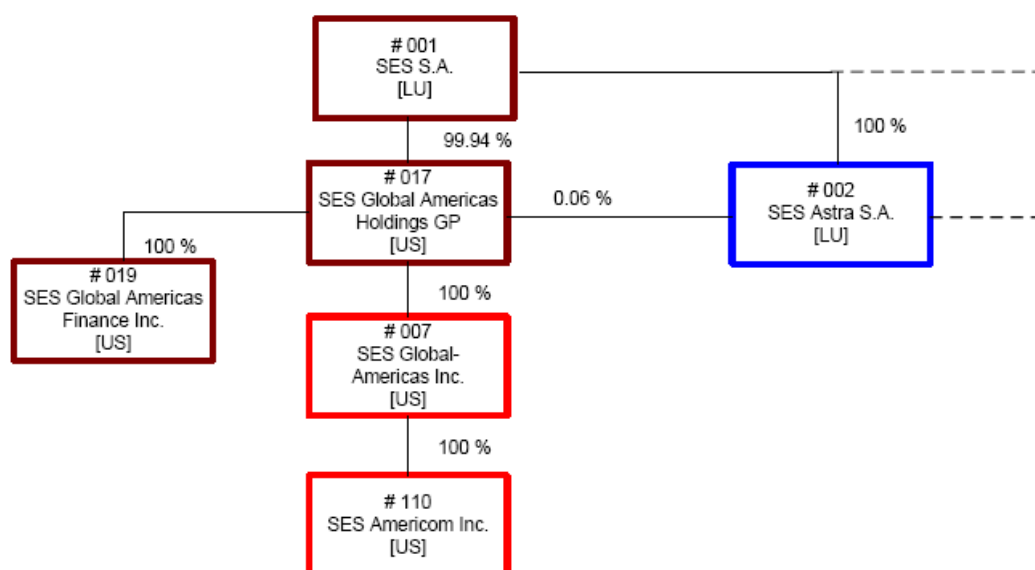 # 001
SES S.A.
[LU]
99.94 %
100 %
# 017
SES Global Americas
Holdings GP
[US]
0.06 %
# 002
SES Astra S.A.
[LU]
100 %
# 019
SES Global Americas
Finance Inc.
[US]
100 %
# 007
SES Global-
Americas Inc.
[US]
100 %
# 110
SES Americom Inc.
[US]